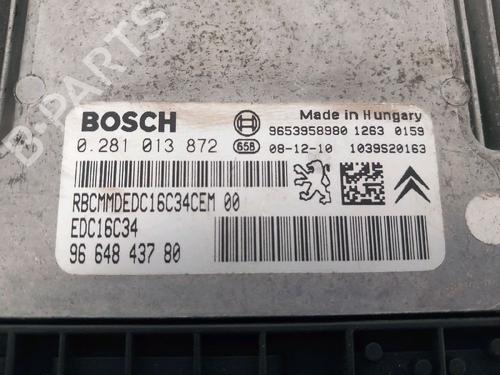 B-PARTS
BOSCH
Made in Hungary
9653958980 1263 0159
0.281 013 872 658 08-12-10 1039S20163
RBCMMDEDC16C34CEM 00
EDC16C34
96 648 437 80